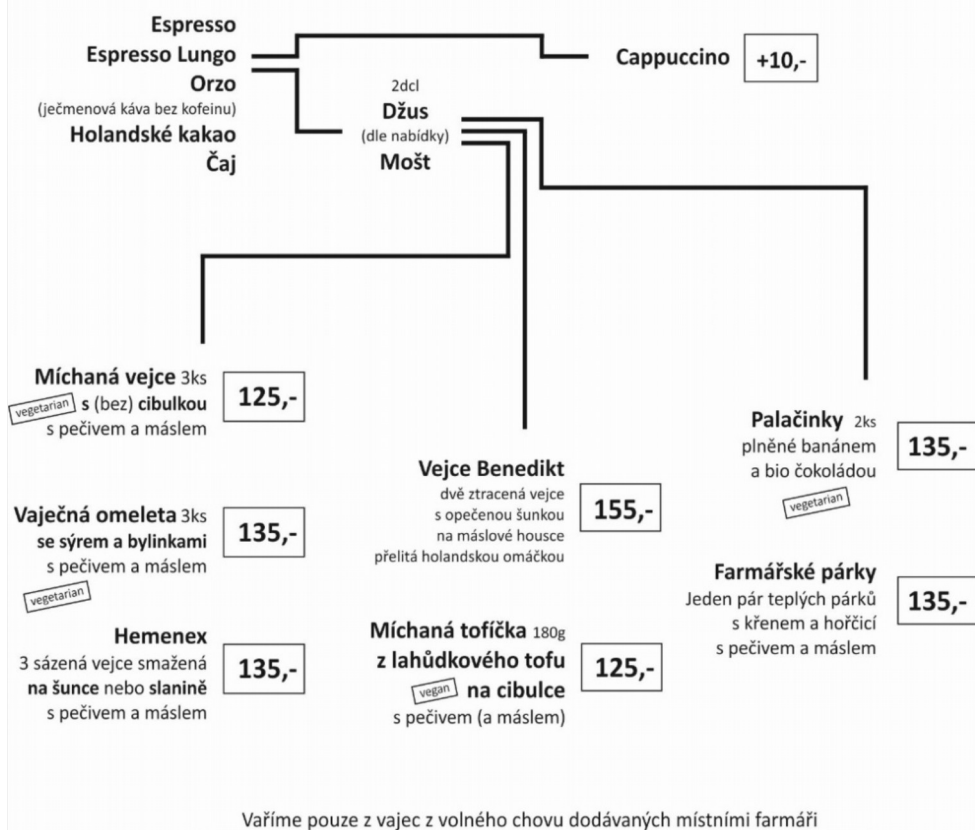 Espresso
Espresso Lungo
Orzo
(ječmenová káva bez kofeinu)
Holandské kakao
Čaj
Cappuccino +10,-
2dcl
Džus
(dle nabídky)
Mošt
Míchaná vejce 3ks
vegetarian s (bez) cibulkou
s pečivem a máslem
125,-
Vaječná omeleta 3ks
se sýrem a bylinkami
s pečivem a máslem
vegetarian
135,-
Hemenex
3 sázená vejce smažená
na šunce nebo slanině
s pečivem a máslem
135,-
Vejce Benedikt
dvě ztracená vejce
s opečenou šunkou
na máslové housce
přelitá holandskou omáčkou
155,-
Míchaná tofíčka 180g
z lahůdkového tofu
vegan na cibulce
s pečivem (a máslem)
125,-
Palačinky 2ks
plněné banánem
a bio čokoládou
vegetarian
135,-
Farmářské párky
Jeden pár teplých párků
s křenem a hořčicí
s pečivem a máslem
135,-
Vaříme pouze z vajec z volného chovu dodávaných místními farmáři